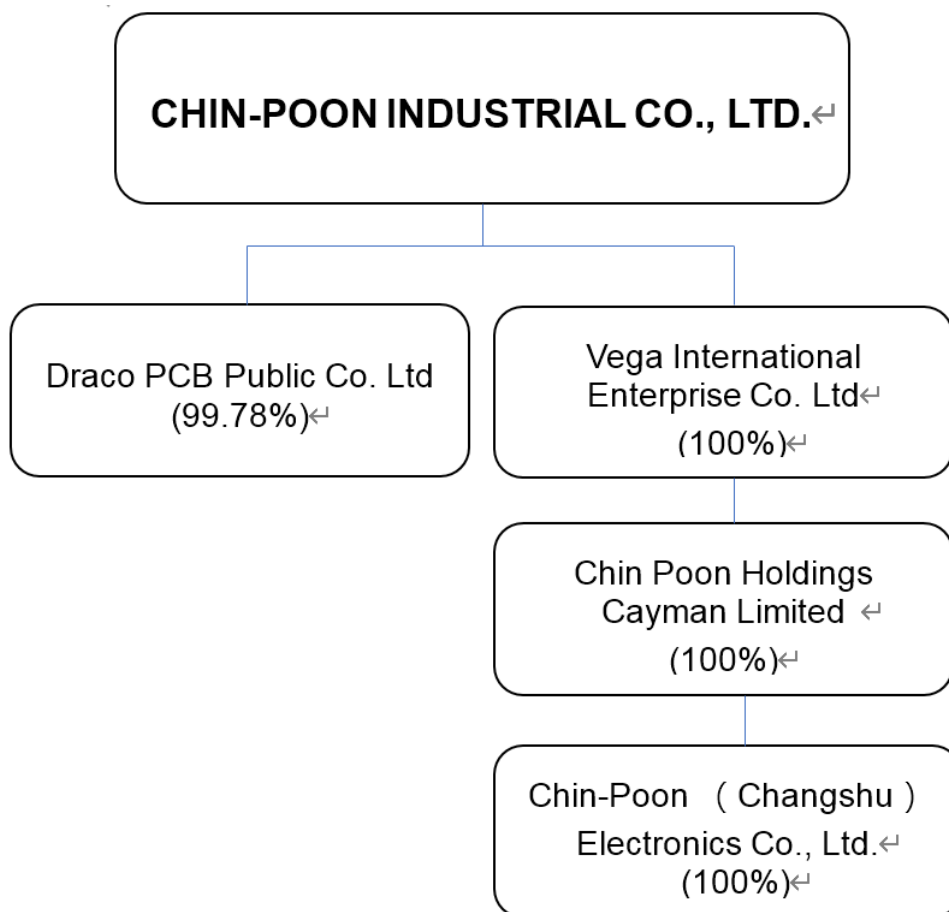 CHIN-POON INDUSTRIAL CO., LTD.↵
Draco PCB Public Co. Ltd
(99.78%)↵
Vega International
Enterprise Co. Ltd↵
(100%)↵
Chin Poon Holdings
Cayman Limited ↵
(100%)↵
Chin-Poon （Changshu）
Electronics Co., Ltd.↵
(100%)↵